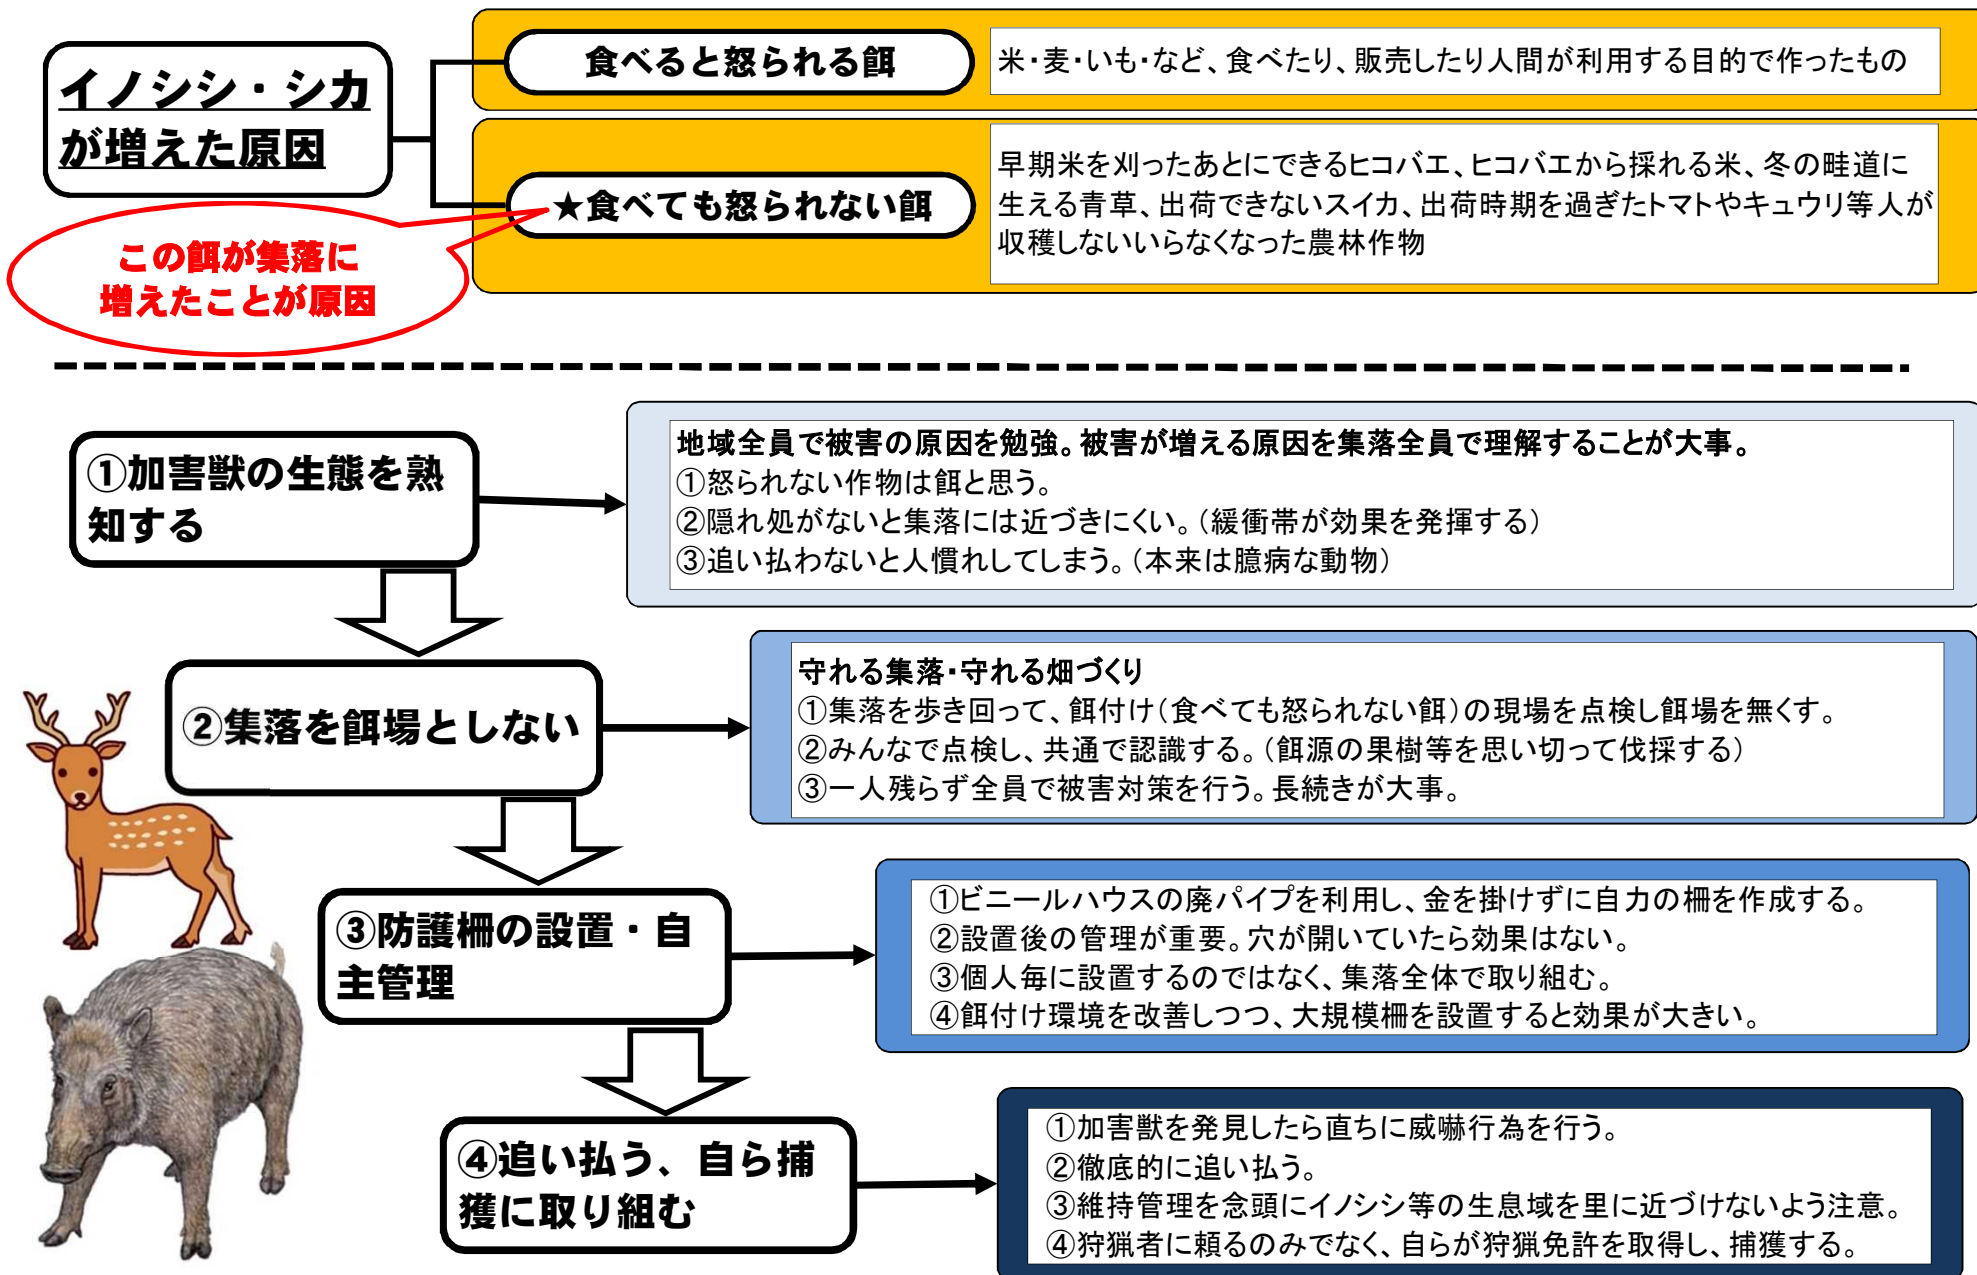 イノシシ・シカ
が増えた原因
食べると怒られる餌
米・麦・いも・など、食べたり、販売したり人間が利用する目的で作ったもの
★食べても怒られない餌
早期米を刈ったあとにできるヒコバエ、ヒコバエから採れる米、冬の畦道に
生える青草、出荷できないスイカ、出荷時期を過ぎたトマトやキュウリ等人が
収穫しないいらなくなった農林作物
この餌が集落に
増えたことが原因
①加害獣の生態を熟
知する
地域全員で被害の原因を勉強。被害が増える原因を集落全員で理解することが大事。
①怒られない作物は餌と思う。
②隠れ処がないと集落には近づきにくい。(緩衝帯が効果を発揮する)
③追い払わないと人慣れしてしまう。(本来は臆病な動物)
②集落を餌場としない
守れる集落・守れる畑づくり
①集落を歩き回って、餌付け(食べても怒られない餌)の現場を点検し餌場を無くす。
②みんなで点検し、共通で認識する。(餌源の果樹等を思い切って伐採する)
③一人残らず全員で被害対策を行う。長続きが大事。
③防護柵の設置・自
主管理
①ビニールハウスの廃パイプを利用し、金を掛けずに自力の柵を作成する。
②設置後の管理が重要。穴が開いていたら効果はない。
③個人毎に設置するのではなく、集落全体で取り組む。
④餌付け環境を改善しつつ、大規模柵を設置すると効果が大きい。
④追い払う、自ら捕
獲に取り組む
①加害獣を発見したら直ちに威嚇行為を行う。
②徹底的に追い払う。
③維持管理を念頭にイノシシ等の生息域を里に近づけないよう注意。
④狩猟者に頼るのみでなく、自らが狩猟免許を取得し、捕獲する。